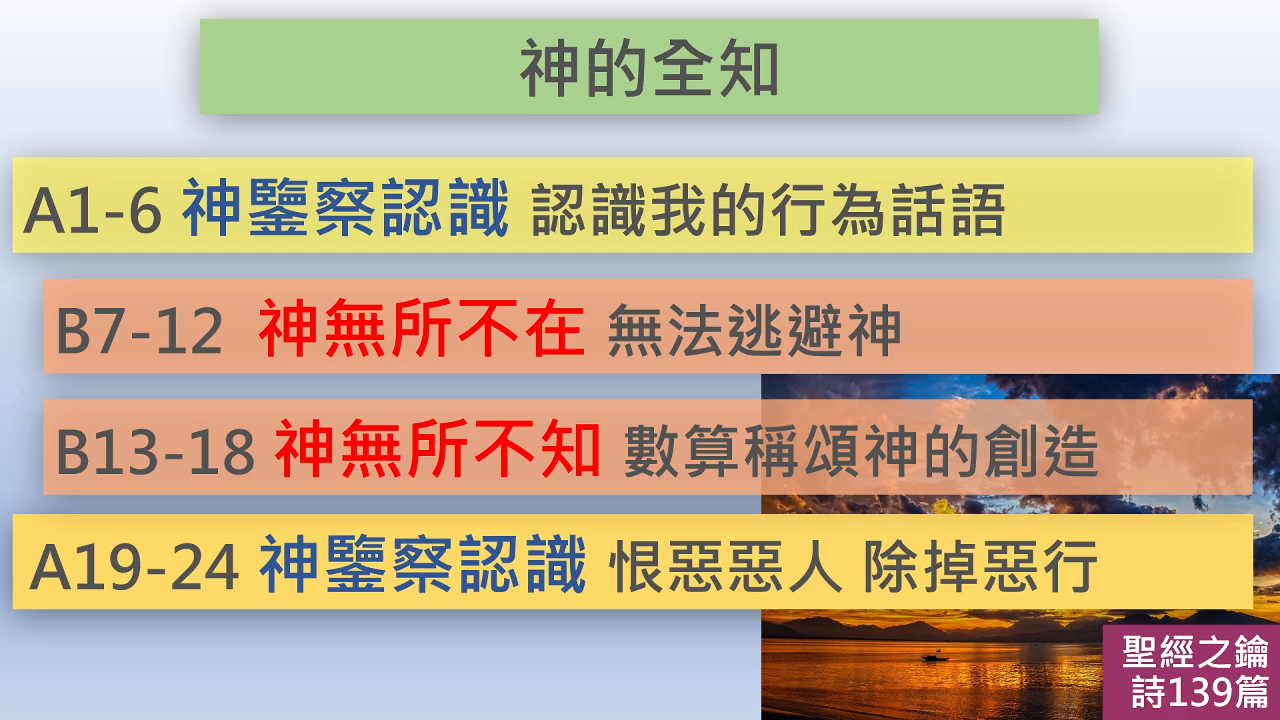 神的全知
A1-6 神鑒察認識 認識我的行為話語
B7-12 神無所不在 無法逃避神
B13-18 神無所不知 數算稱頌神的創造
A19-24 神鑒察認識 恨惡惡人 除掉惡行
聖經之鑰
詩139篇